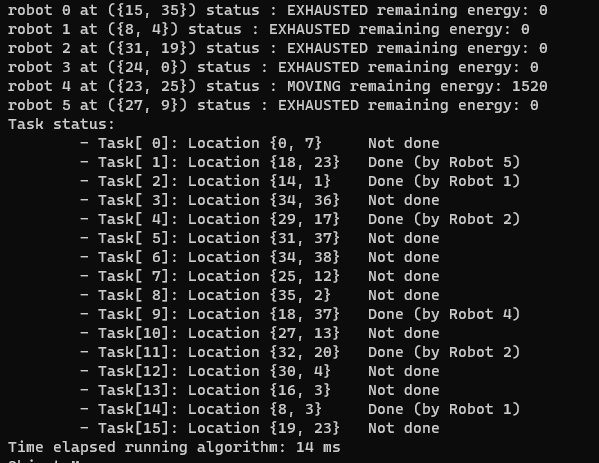 robot 0 at ({15, 35}) status : EXHAUSTED remaining energy: 0
robot 1 at ({8, 4}) status : EXHAUSTED remaining energy: 0
robot 2 at ({31, 19}) status : EXHAUSTED remaining energy: 0
robot 3 at ({24, 0}) status : EXHAUSTED remaining energy: 0
robot 4 at ({23, 25}) status : MOVING remaining energy: 1520
robot 5 at ({27, 9}) status : EXHAUSTED remaining energy: 0
Task status:
- Task[ 0]: Location {0, 7} Not done
- Task[ 1]: Location {18, 23} Done (by Robot 5)
- Task[ 2]: Location {14, 1} Done (by Robot 1)
- Task[ 3]: Location {34, 36} Not done
- Task[ 4]: Location {29, 17} Done (by Robot 2)
- Task[ 5]: Location {31, 37} Not done
- Task[ 6]: Location {34, 38} Not done
- Task[ 7]: Location {25, 12} Not done
- Task[ 8]: Location {35, 2} Not done
- Task[ 9]: Location {18, 37} Done (by Robot 4)
- Task[10]: Location {27, 13} Not done
- Task[11]: Location {32, 20} Done (by Robot 2)
- Task[12]: Location {30, 4} Not done
- Task[13]: Location {16, 3} Not done
- Task[14]: Location {8, 3} Done (by Robot 1)
- Task[15]: Location {19, 23} Not done
Time elapsed running algorithm: 14 ms